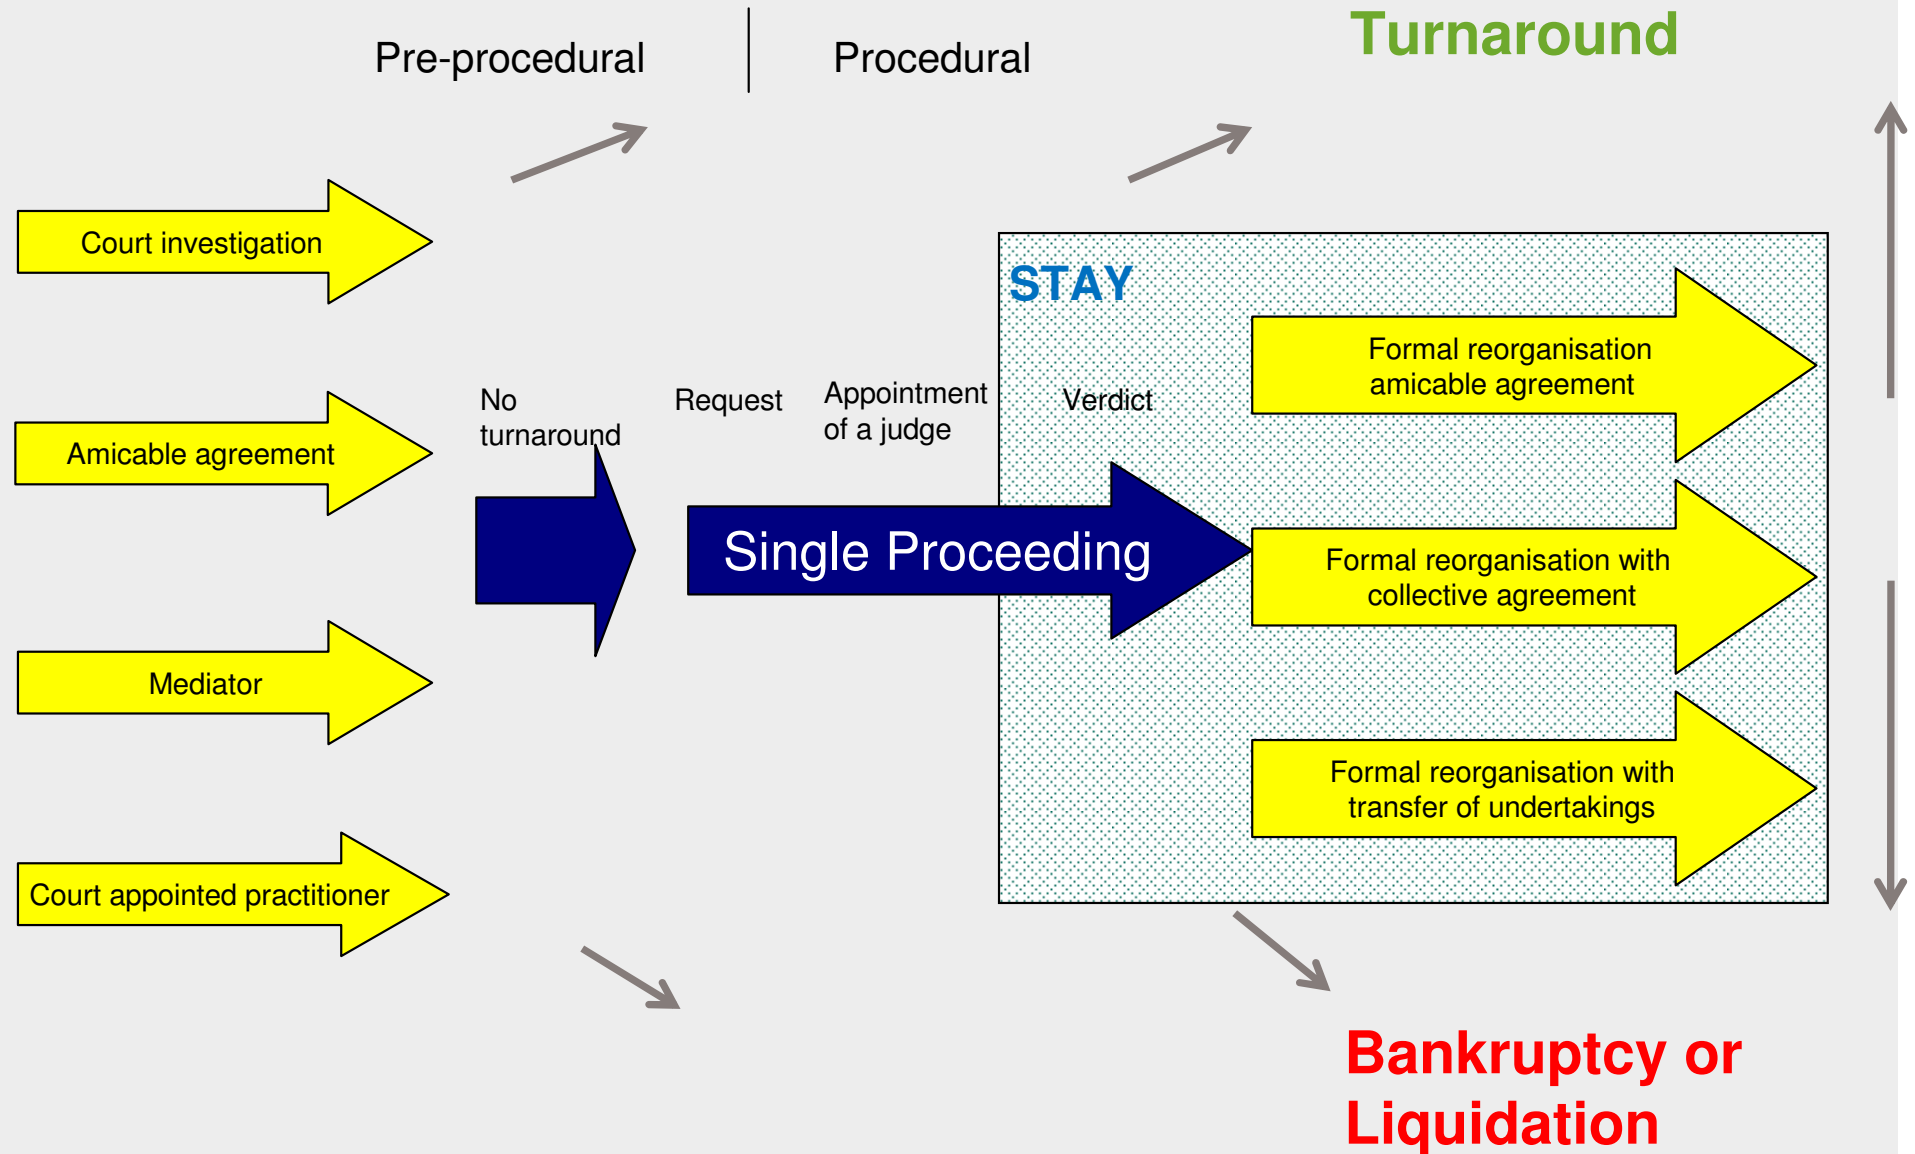 Pre-procedural
Procedural
Turnaround
Court investigation
Amicable agreement
Mediator
Court appointed practitioner
No
turnaround
Request
Appointment
of a judge
STAY
Verdict
Single Proceeding
Formal reorganisation
amicable agreement
Formal reorganisation with
collective agreement
Formal reorganisation with
transfer of undertakings
Bankruptcy or
Liquidation